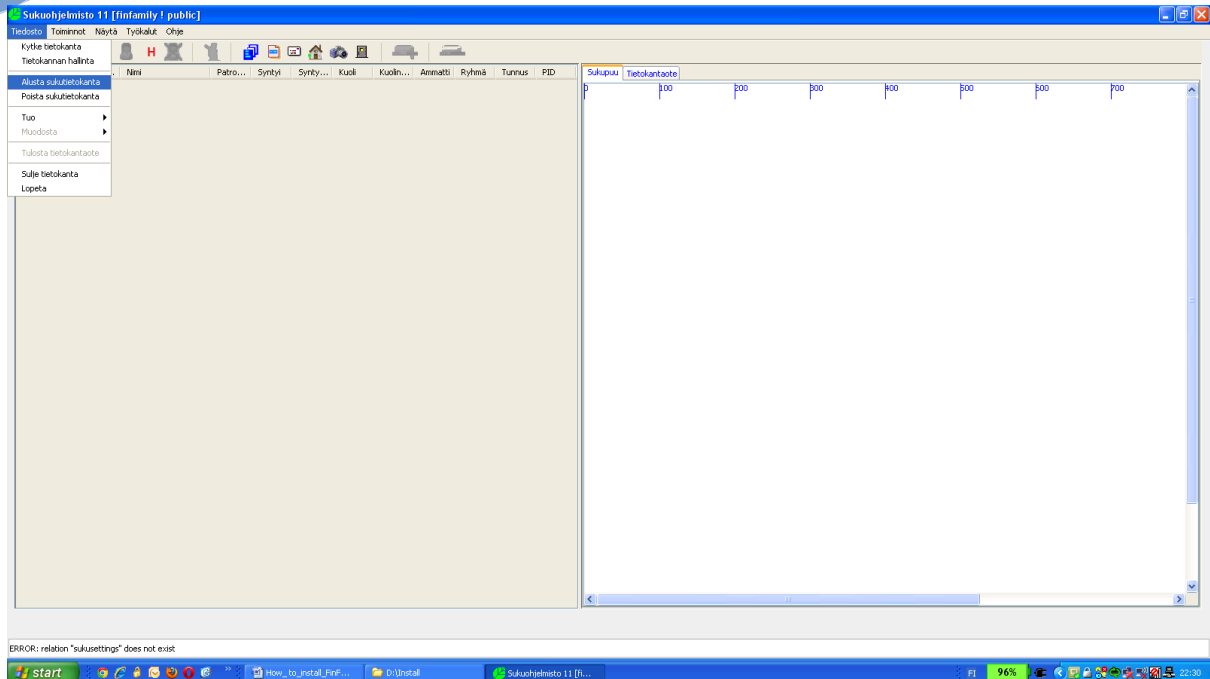 Sukuohjelmisto 11 [finfamily ! public]
Tiedosto Toiminnot Näytä Työkalut Ohje
Kytke tietokanta
Tietokannan hallinta
Alusta sukutietokanta
Poista sukutietokanta
Tuo
Muodosta
Tulosta tietokantaote
Sulje tietokanta
Lopeta
H
. Nimi Patro... Syntyi Synty... Kuoli Kuolin... Ammatti Ryhmä Tunnus PID
Sukupuu Tietokantaote
0 100 200 300 400 500 600 700
ERROR: relation "sukusettings" does not exist
start How_to_install_FinF... D:\Install Sukuohjelmisto 11 [fi... FI 96% 22:30